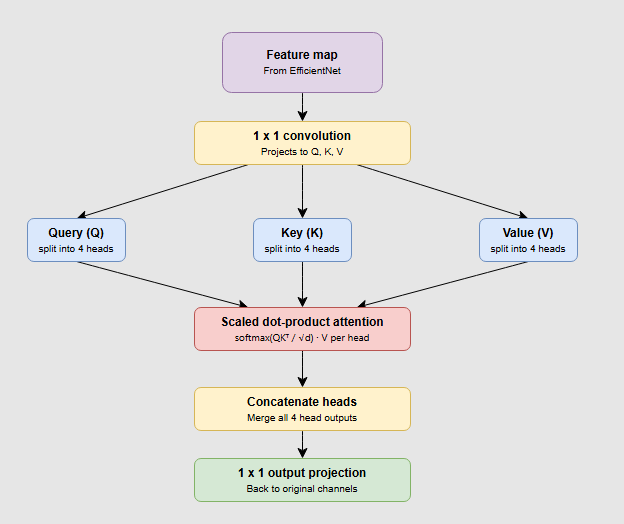 Feature map
From EfficientNet
1 x 1 convolution
Projects to Q, K, V
Query (Q)
split into 4 heads
Key (K)
split into 4 heads
Value (V)
split into 4 heads
Scaled dot-product attention
softmax(QKᵀ / √d) · V per head
Concatenate heads
Merge all 4 head outputs
1 x 1 output projection
Back to original channels